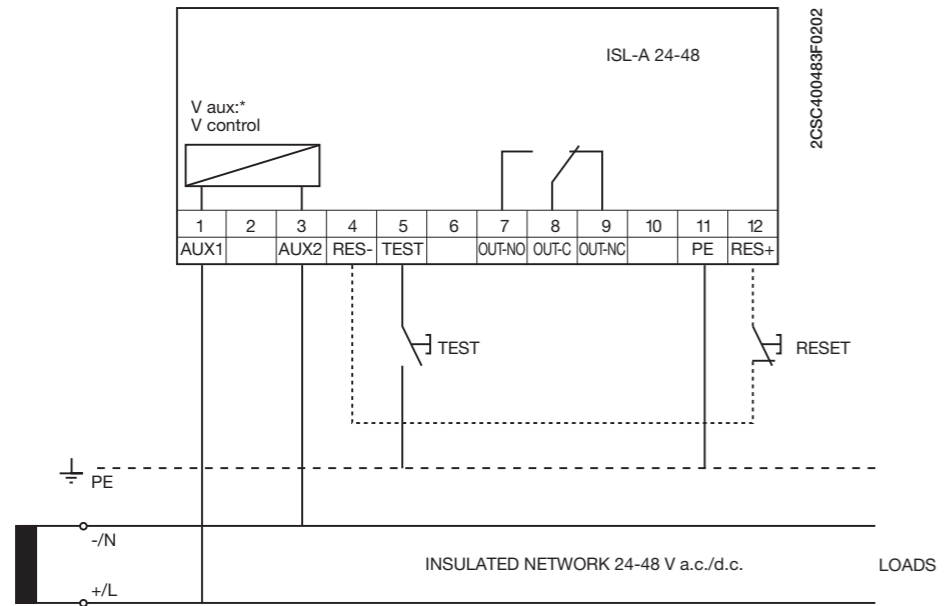 ISL-A 24-48
2CSC400483F0202
V aux:*
V control
1 2 3 4 5 6 7 8 9 10 11 12
AUX1 AUX2 RES- TEST OUT-NO OUT-C OUT-NC PE RES+
TEST
RESET
PE
-/N
INSULATED NETWORK 24-48 V a.c./d.c.
LOADS
+/L